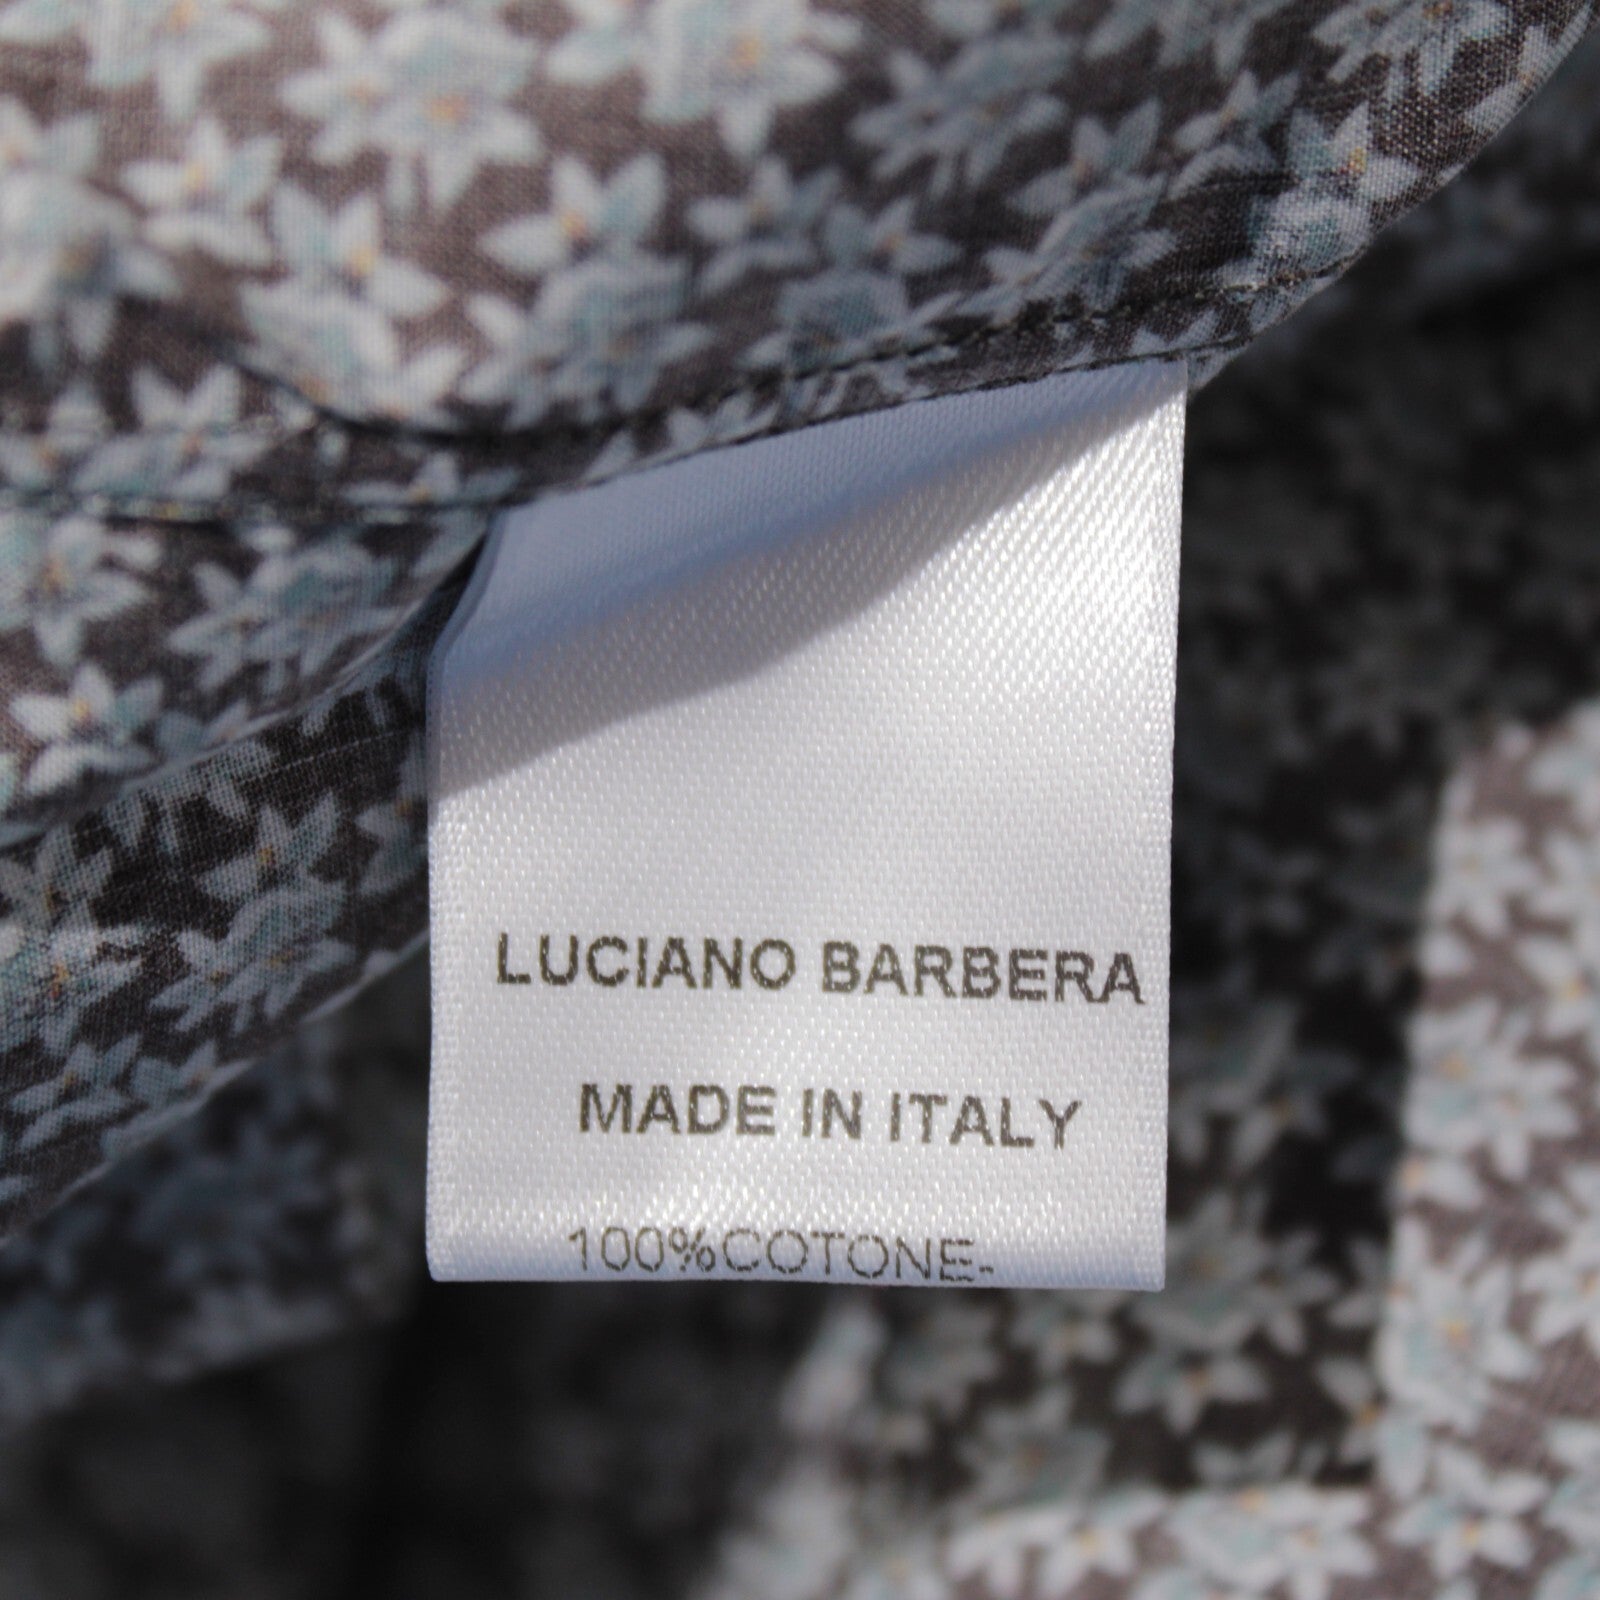 LUCIANO BARBERA
MADE IN ITALY
100%COTONE-